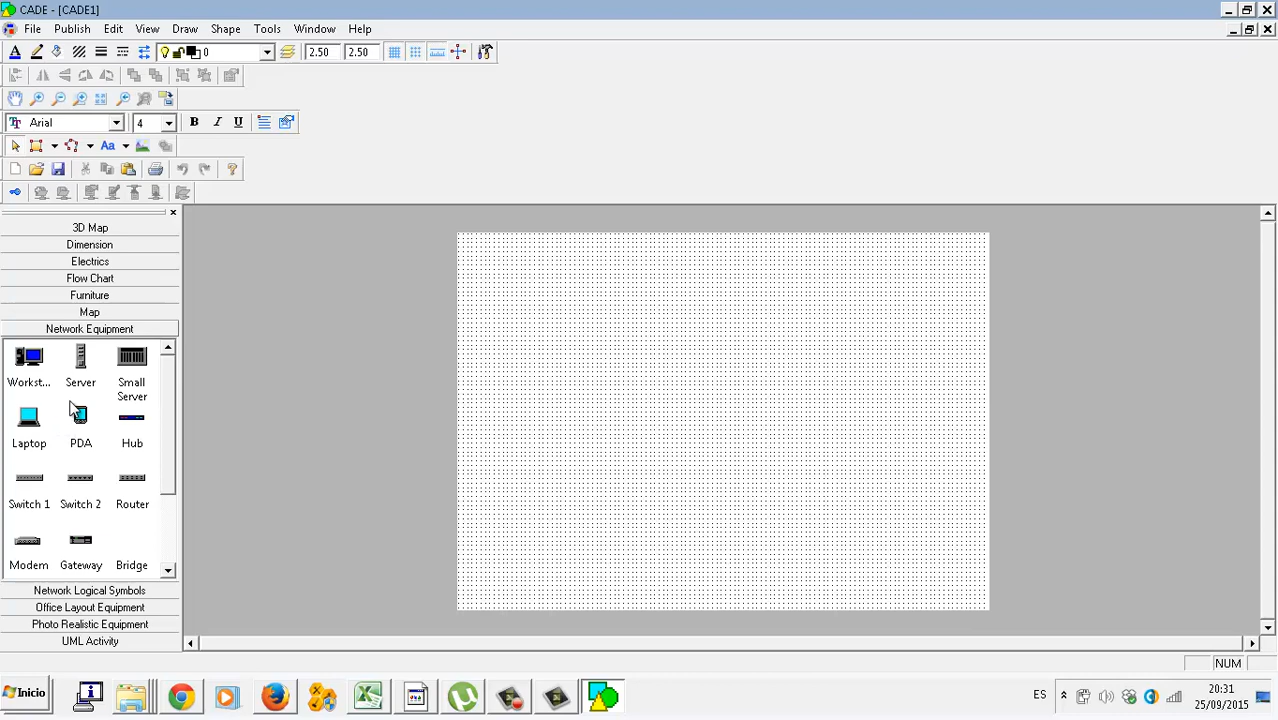 CADE - [CADE1]
File Publish Edit View Draw Shape Tools Window Help
0 2.50 2.50
Arial 4 B I U
Aa
3D Map
Dimension
Electrics
Flow Chart
Furniture
Map
Network Equipment
Workst... Server Small Server
Laptop PDA Hub
Switch 1 Switch 2 Router
Modem Gateway Bridge
Network Logical Symbols
Office Layout Equipment
Photo Realistic Equipment
UML Activity
NUM
Inicio ES 20:31
25/09/2015